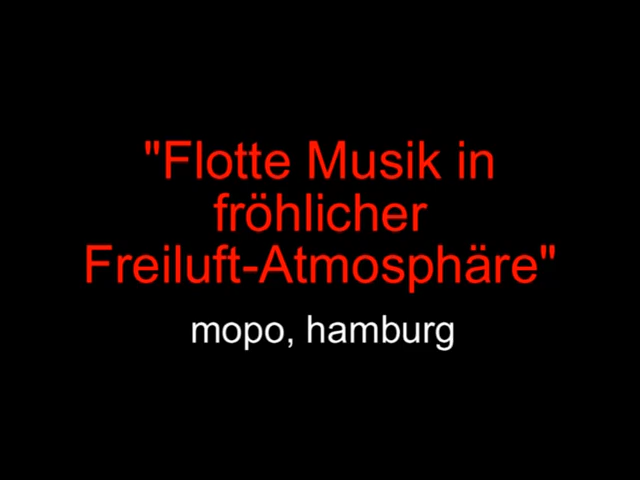 "Flotte Musik in
fröhlicher
Freiluft-Atmosphäre"
mopo, hamburg